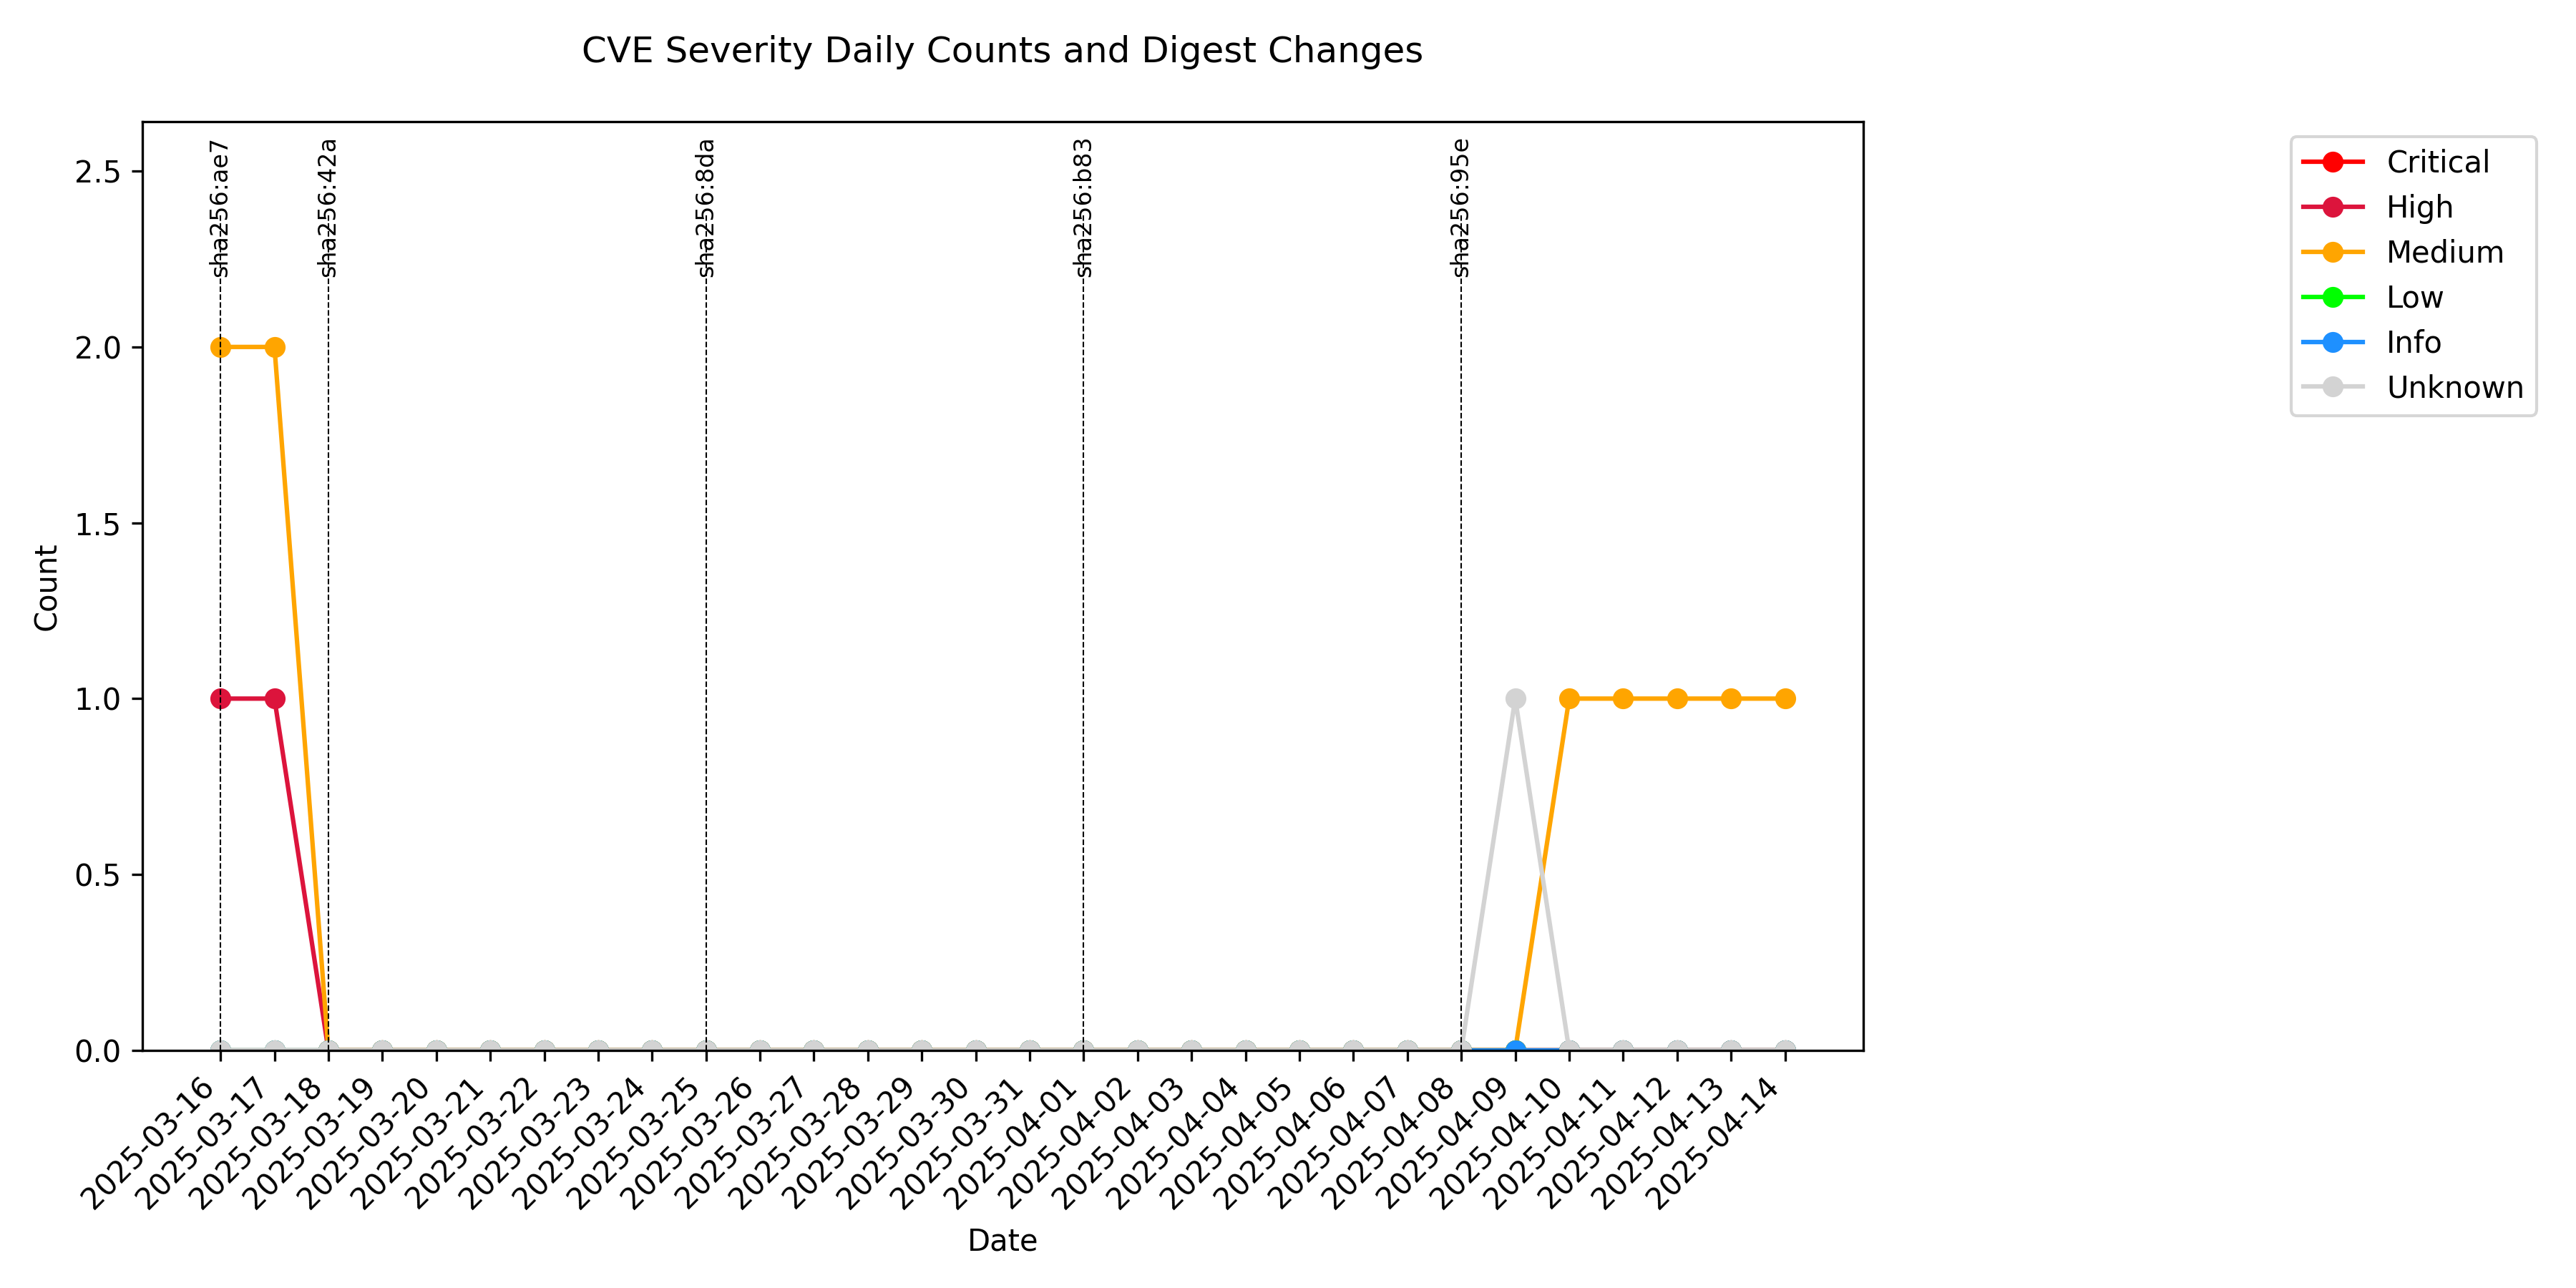 CVE Severity Daily Counts and Digest Changes
sha256:ae7
sha256:42a
sha256:8da
sha256:b83
sha256:95e
Critical
High
Medium
Low
Info
Unknown
2.5
2.0
1.5
1.0
0.5
0.0
Count
2025-03-16
2025-03-17
2025-03-18
2025-03-19
2025-03-20
2025-03-21
2025-03-22
2025-03-23
2025-03-24
2025-03-25
2025-03-26
2025-03-27
2025-03-28
2025-03-29
2025-03-30
2025-03-31
2025-04-01
2025-04-02
2025-04-03
2025-04-04
2025-04-05
2025-04-06
2025-04-07
2025-04-08
2025-04-09
2025-04-10
2025-04-11
2025-04-12
2025-04-13
2025-04-14
Date